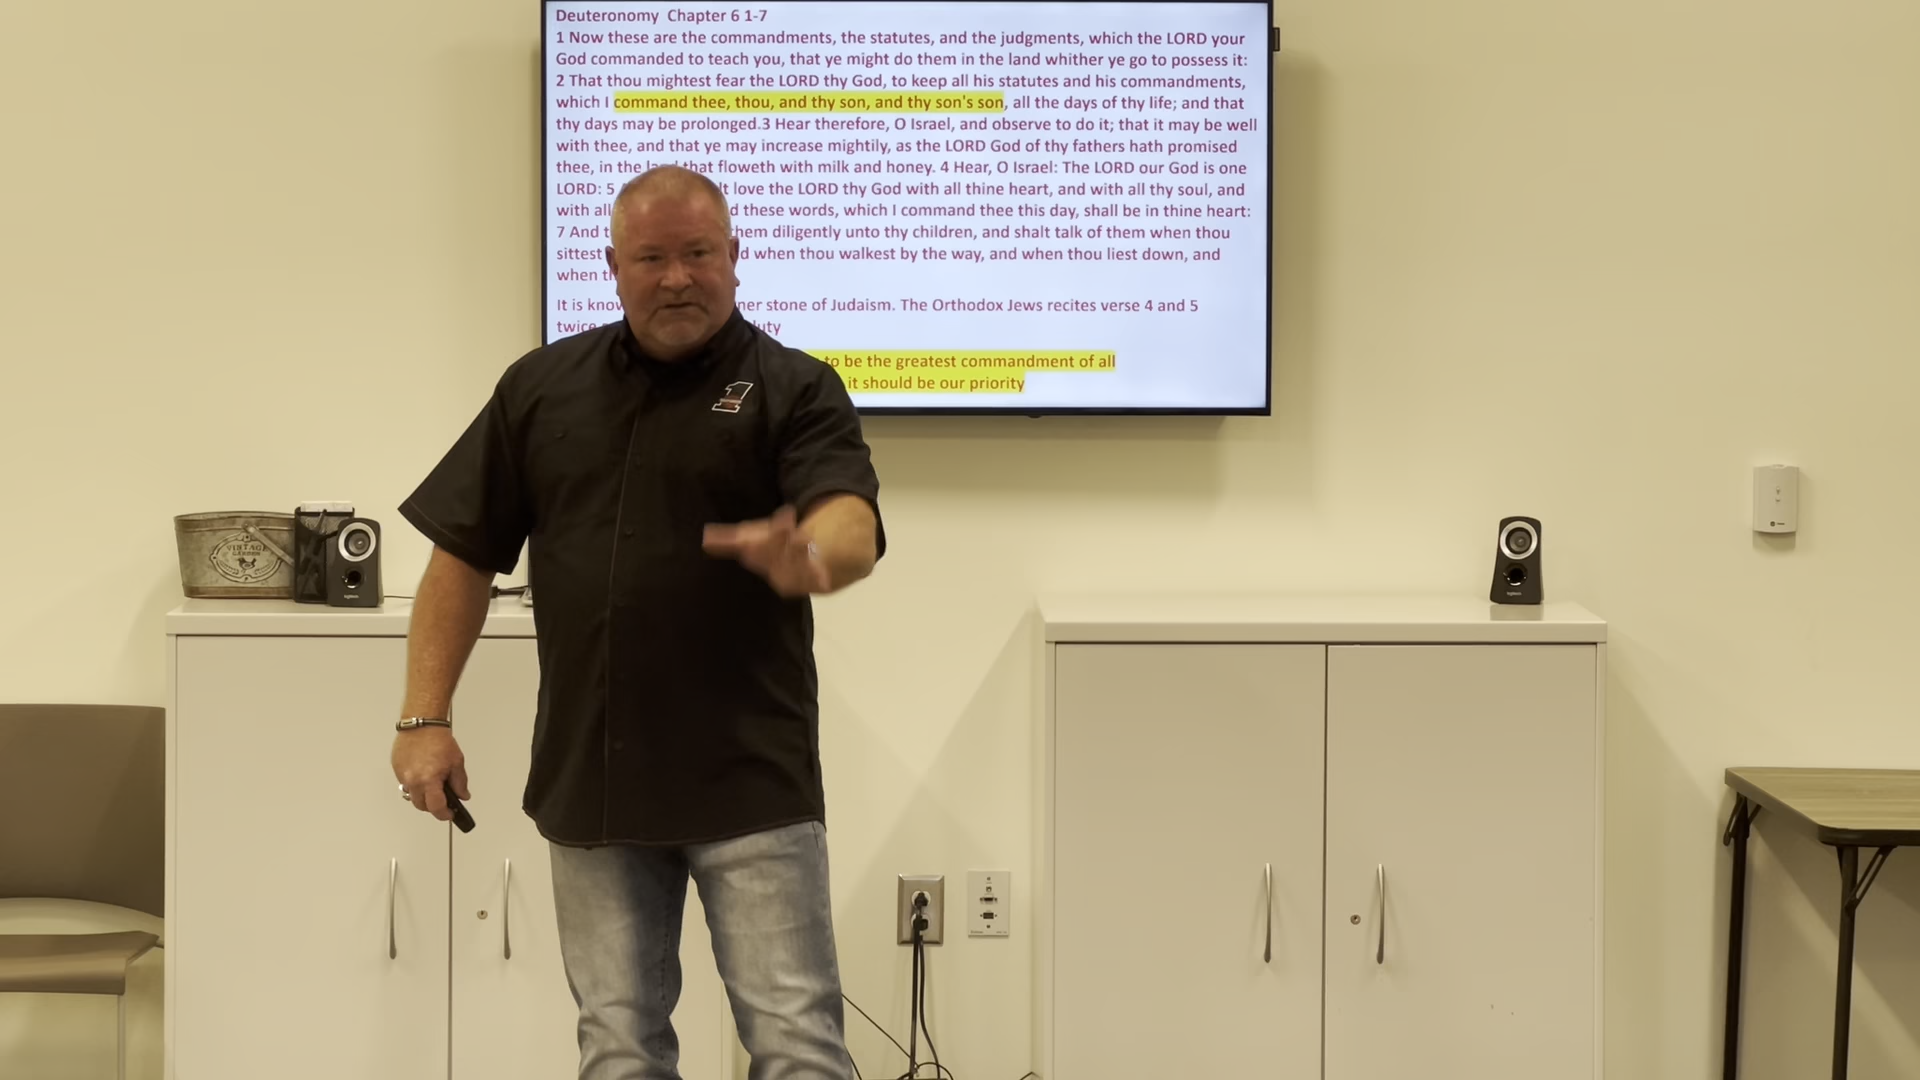 Deuteronomy Chapter 6 1-7
1 Now these are the commandments, the statutes, and the judgments, which the LORD your
God commanded to teach you, that ye might do them in the land whither ye go to possess it:
2 That thou mightest fear the LORD thy God, to keep all his statutes and his commandments,
which I command thee, thou, and thy son, and thy son's son, all the days of thy life; and that
thy days may be prolonged.3 Hear therefore, O Israel, and observe to do it; that it may be well
with thee, and that ye may increase mightily, as the LORD God of thy fathers hath promised
thee, in the that floweth with milk and honey. 4 Hear, O Israel: The LORD our God is one
LORD: 5 love the LORD thy God with all thine heart, and with all thy soul, and
with all these words, which I command thee this day, shall be in thine heart:
7 And them diligently unto thy children, and shalt talk of them when thou
sittest when thou walkest by the way, and when thou liest down, and
when
It is stone of Judaism. The Orthodox Jews recites verse 4 and 5
twice
to be the greatest commandment of all
it should be our priority
1
VINTAGE
GARDEN
logitech
logitech